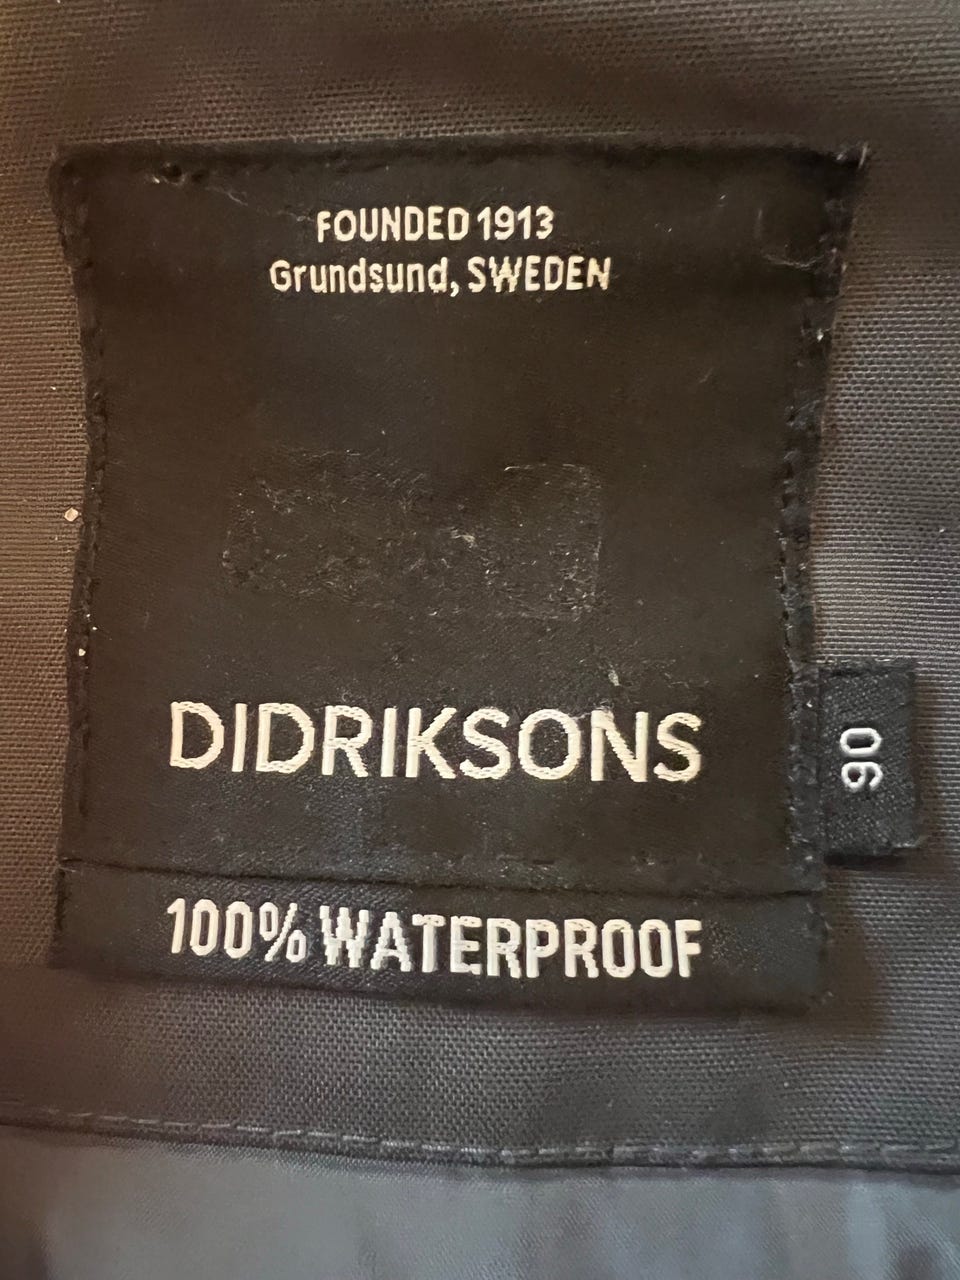 FOUNDED 1913
Grundsund, SWEDEN
DIDRIKSONS
90
100% WATERPROOF